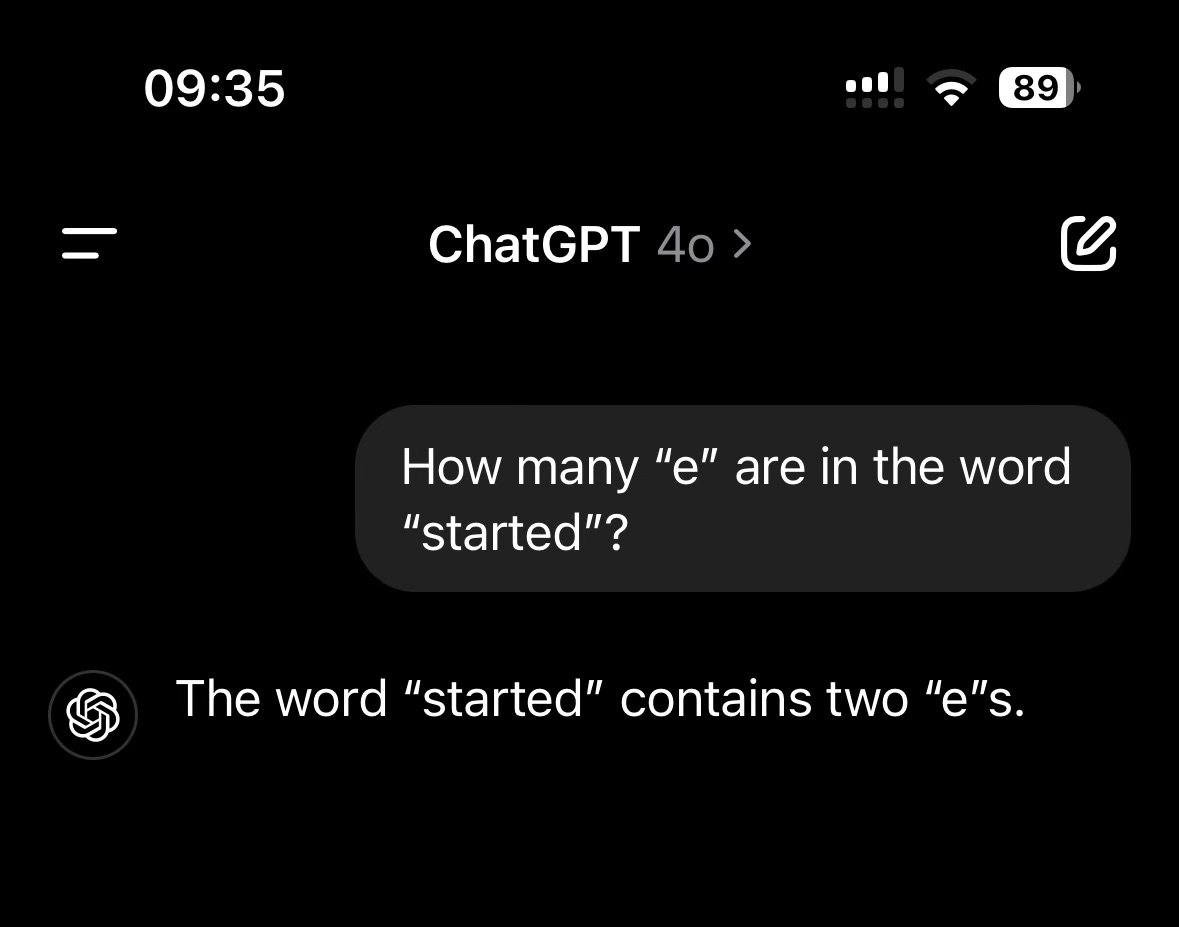 09:35
89
ChatGPT 4o >
How many “e” are in the word
“started”?
The word “started” contains two “e”s.